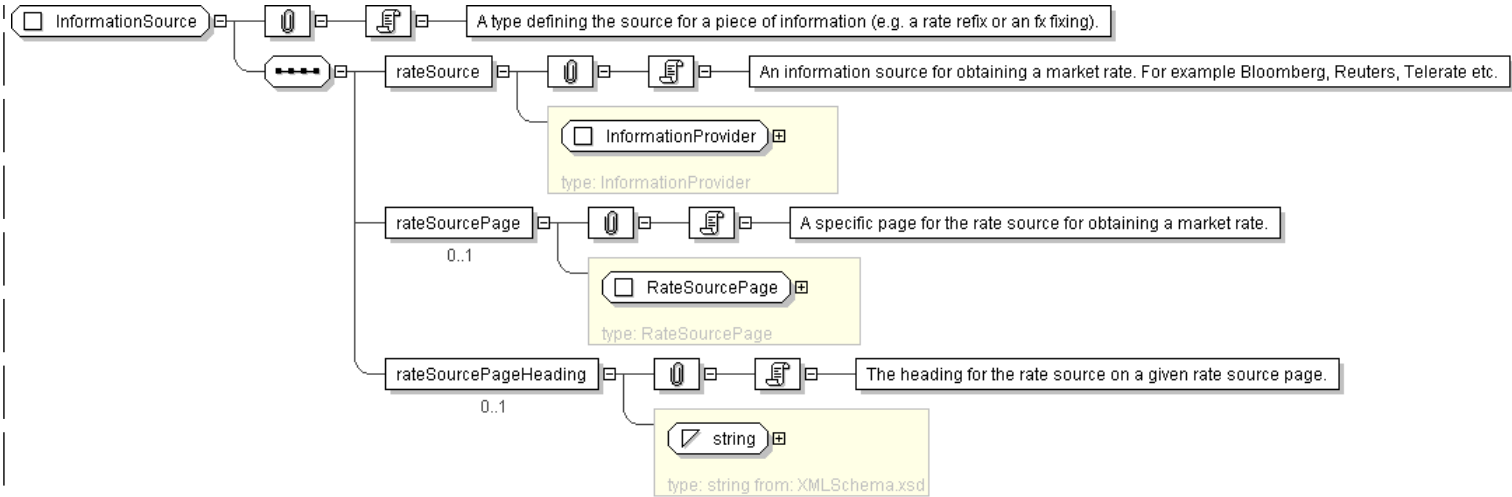 InformationSource
A type defining the source for a piece of information (e.g. a rate refix or an fx fixing).
rateSource
An information source for obtaining a market rate. For example Bloomberg, Reuters, Telerate etc.
InformationProvider
type: InformationProvider
rateSourcePage
A specific page for the rate source for obtaining a market rate.
0..1
RateSourcePage
type: RateSourcePage
rateSourcePageHeading
The heading for the rate source on a given rate source page.
0..1
string
type: string from: XMLSchema.xsd